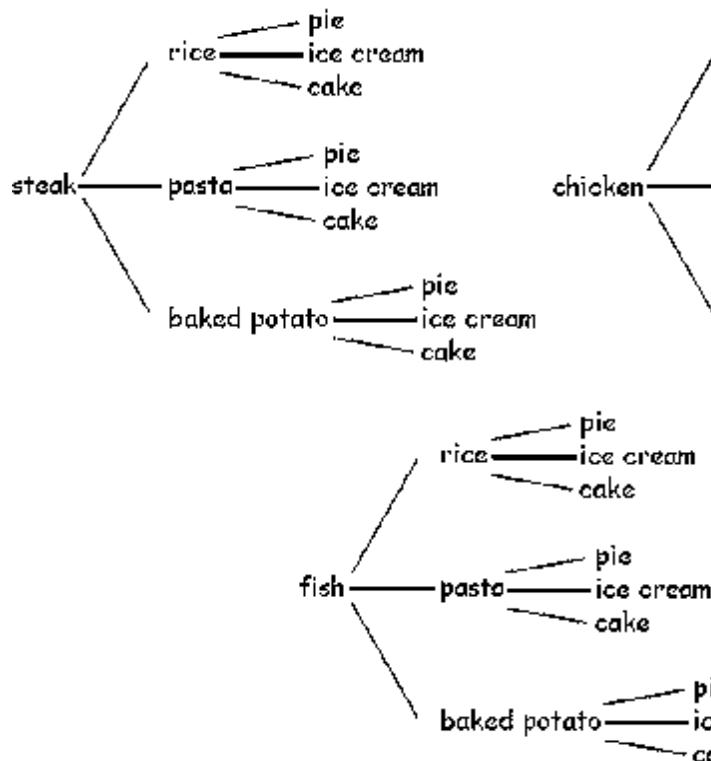 pie
rice ice cream
cake
pie
steak pasta ice cream chicken
cake
pie
baked potato ice cream
cake
pie
rice ice cream
cake
pie
fish pasta ice cream
cake
baked potato